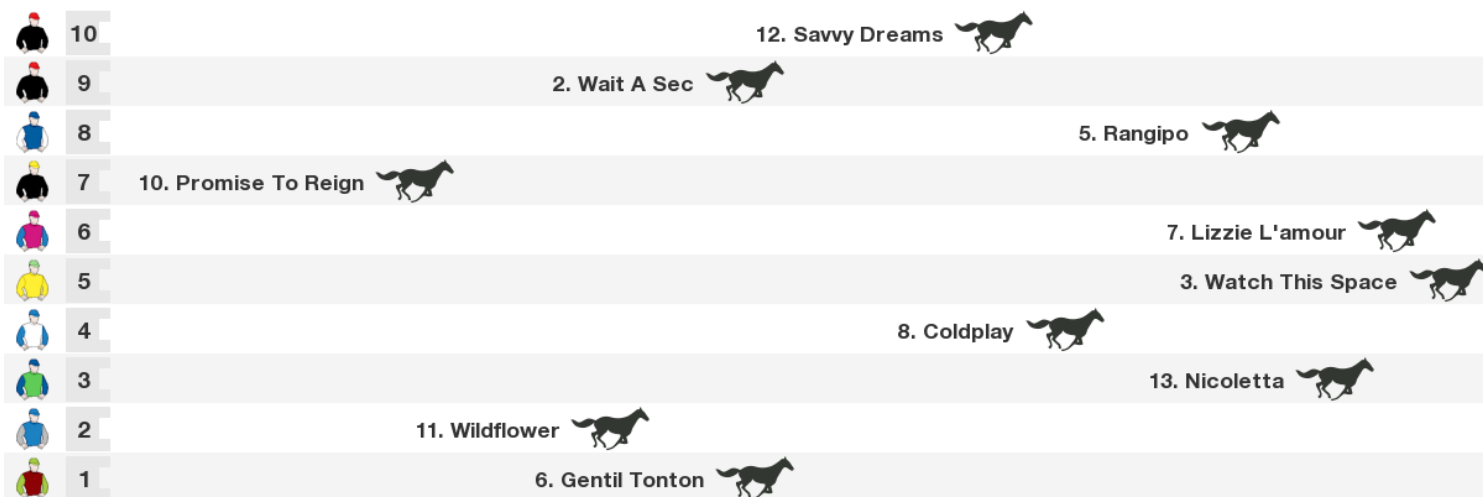 10 12. Savvy Dreams
9 2. Wait A Sec
8 5. Rangipo
7 10. Promise To Reign
6 7. Lizzie L'amour
5 3. Watch This Space
4 8. Coldplay
3 13. Nicoletta
2 11. Wildflower
1 6. Gentil Tonton